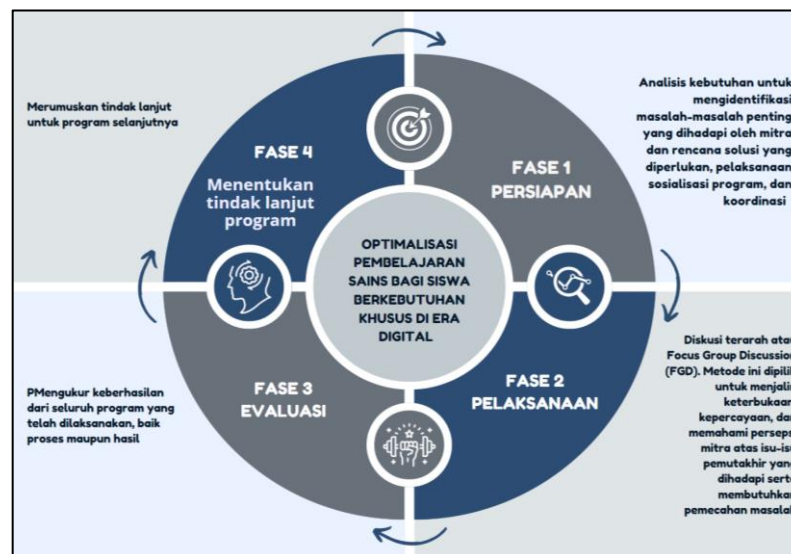 Merumuskan tindak lanjut
untuk program selanjutnya
FASE 4
Menentukan
tindak lanjut
program
FASE 1
PERSIAPAN
Analisis kebutuhan untuk
mengidentifikasi
masalah-masalah penting
yang dihadapi oleh mitra
dan rencana solusi yang
diperlukan, pelaksanaan
sosialisasi program, dan
koordinasi
OPTIMALISASI
PEMBELAJARAN
SAINS BAGI SISWA
BERKEBUTUHAN
KHUSUS DI ERA
DIGITAL
PMengukur keberhasilan
dari seluruh program yang
telah dilaksanakan, baik
proses maupun hasil
FASE 3
EVALUASI
FASE 2
PELAKSANAAN
Diskusi terarah atau
Focus Group Discussion
(FGD). Metode ini dipili
untuk menjali
keterbukaan
kepercayaan, dan
memahami perseps
mitra atas isu-isu
pemutakhir yang
dihadapi serta
membutuhkan
pemecahan masalah